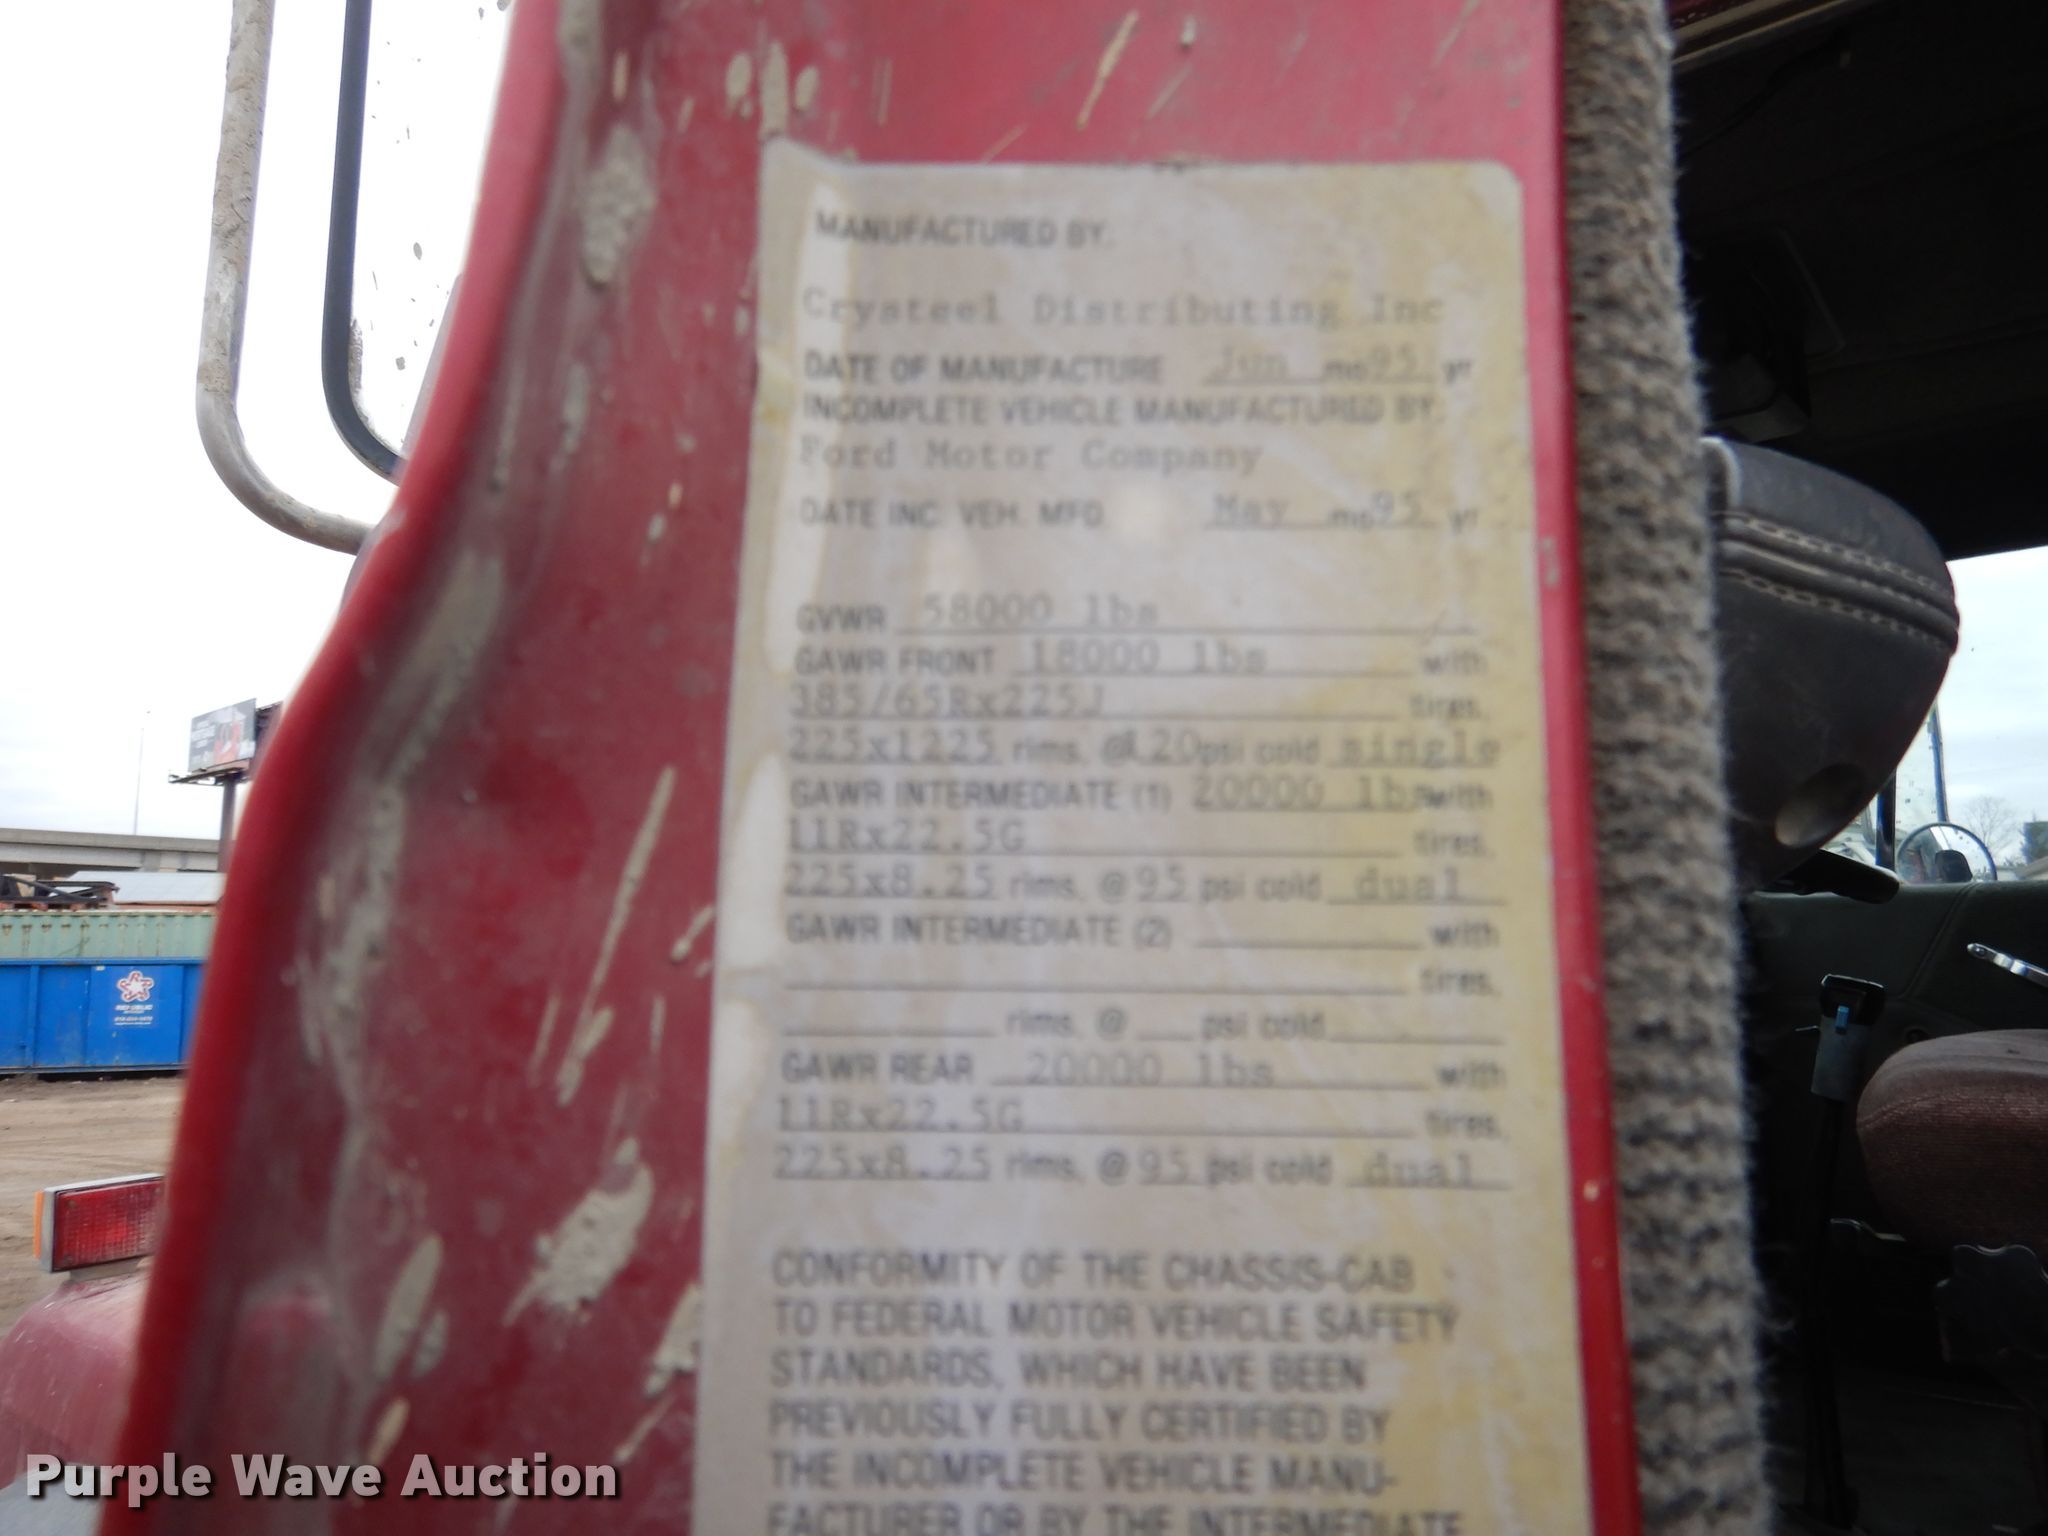 MANUFACTURED BY:
Crysteel Distributing Inc
DATE OF MANUFACTURE Jun mo 95 yr
INCOMPLETE VEHICLE MANUFACTURED BY:
Ford Motor Company
DATE INC. VEH. MFD. May mo 95 yr
GVWR 58000 lbs
GAWR FRONT 18000 lbs with
385/65Rx225J tires,
225x1225 rims, @ 120 psi cold single
GAWR INTERMEDIATE (1) 20000 lbs with
11Rx22.5G tires,
225x8.25 rims, @ 95 psi cold dual
GAWR INTERMEDIATE (2) with
tires,
rims, @ psi cold
GAWR REAR 20000 lbs with
11Rx22.5G tires,
225x8.25 rims, @ 95 psi cold dual
CONFORMITY OF THE CHASSIS-CAB
TO FEDERAL MOTOR VEHICLE SAFETY
STANDARDS, WHICH HAVE BEEN
PREVIOUSLY FULLY CERTIFIED BY
THE INCOMPLETE VEHICLE MANU-
FACTURER OR BY THE INTERMEDIATE
Purple Wave Auction